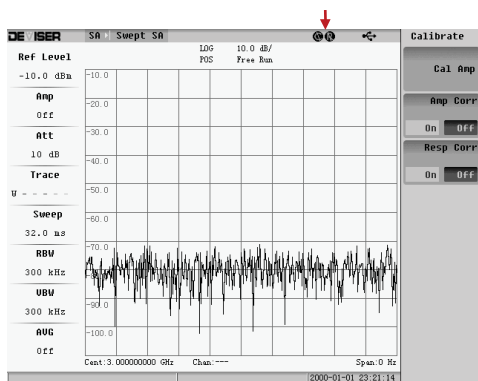 DEVISER SA Swept SA Calibrate
LOG 10.0 dB/
POS Free Run
Ref Level
-10.0 dBm
Amp
Off
Att
10 dB
Trace
W - - - - -
Sweep
32.0 ms
RBW
300 kHz
VBW
300 kHz
AVG
Off
-10.0
-20.0
-30.0
-40.0
-50.0
-60.0
-70.0
-90.0
-100.0
Cent:3.000000000 GHz Chan:--- Span:0 Hz
2000-01-01 23:21:14
Cal Amp
Amp Corr
On Off
Resp Corr
On Off